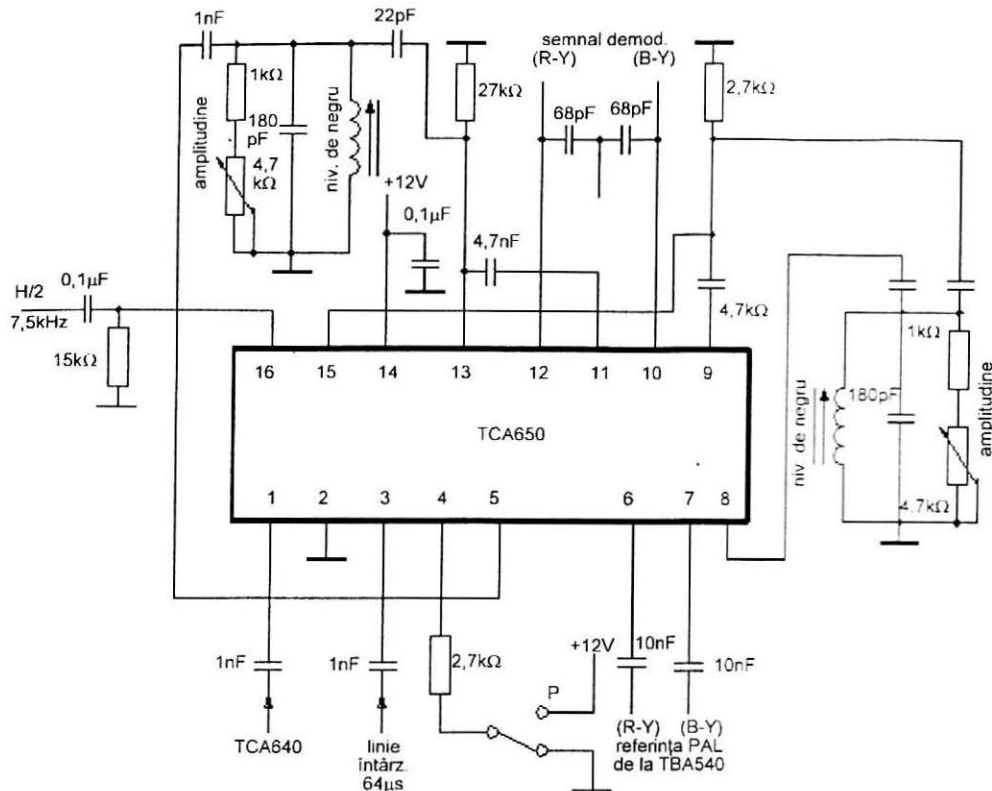 1nF
22pF
semnal demod.
(R-Y)
(B-Y)
1kΩ
180
pF
27kΩ
2,7kΩ
68pF
68pF
amplitudine
4,7
kΩ
niv. de negru
+12V
0,1µF
4,7nF
H/2
0,1µF
7,5kHz
15kΩ
4,7kΩ
1kΩ
180pF
niv. de negru
amplitudine
4.7kΩ
16
15
14
13
12
11
10
9
TCA650
1
2
3
4
5
6
7
8
1nF
1nF
2,7kΩ
+12V
10nF
10nF
P
TCA640
linie
întârz.
64µs
(R-Y)
(B-Y)
referința PAL
de la TBA540